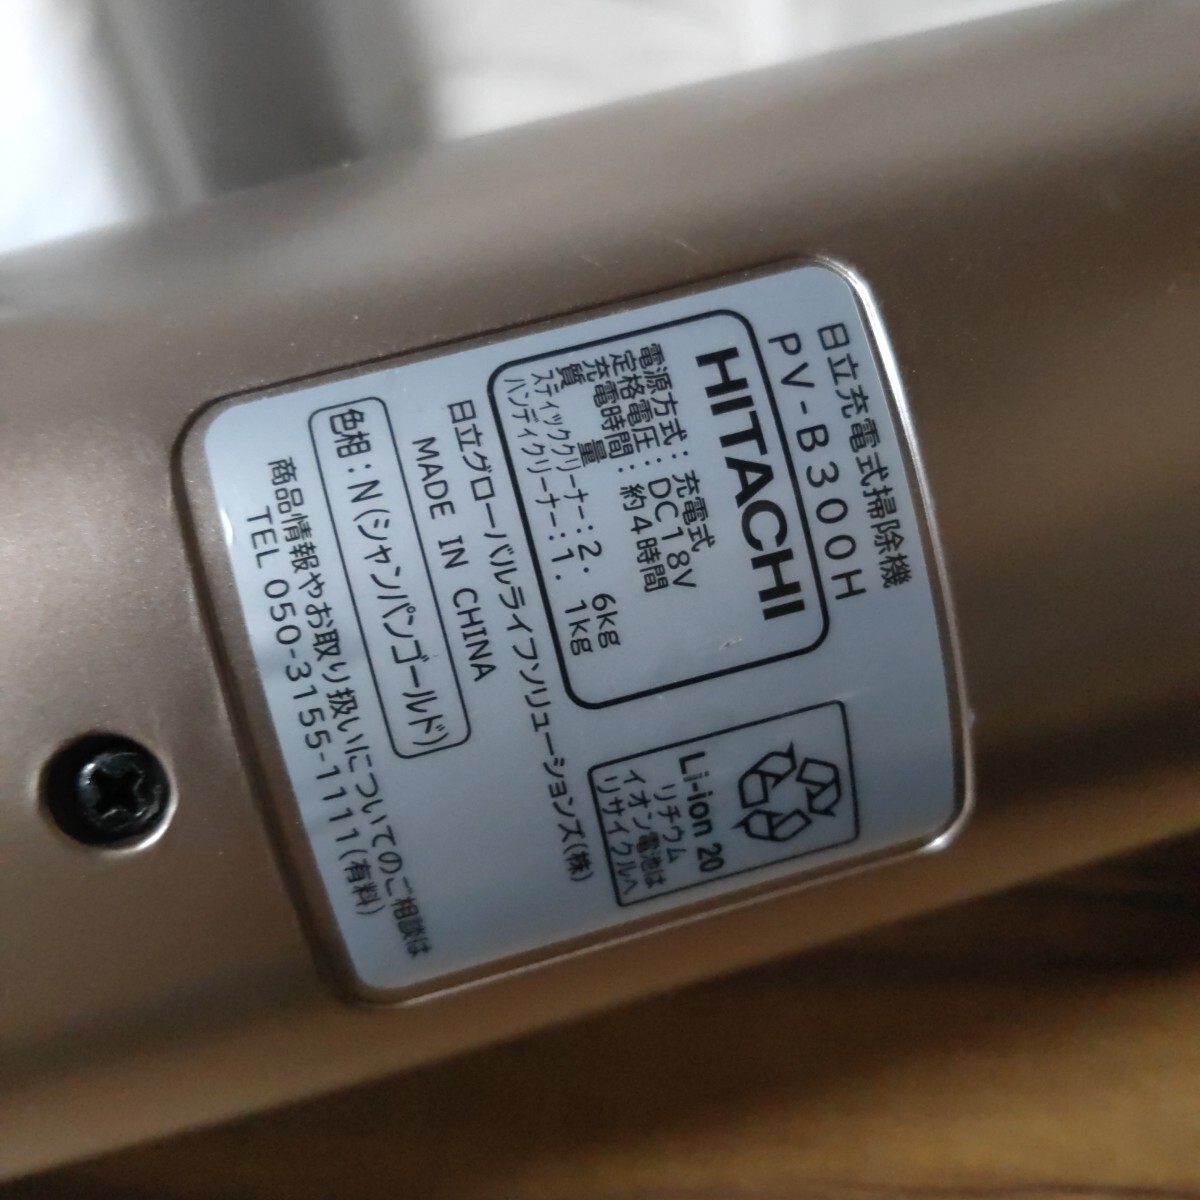 日立充電式掃除機
PV-B300H
HITACHI
電源方式：充電式
定格電圧：DC18V
充電時間：約4時間
質量
スティッククリーナー：2.6kg
ハンディクリーナー：1.1kg
Li-ion 20
リチウム
イオン電池は
リサイクルへ
日立グローバルライフソリューションズ(株)
MADE IN CHINA
色相：N(シャンパンゴールド)
商品情報やお取り扱いについてのご相談は
TEL 050-3155-1111(有料)